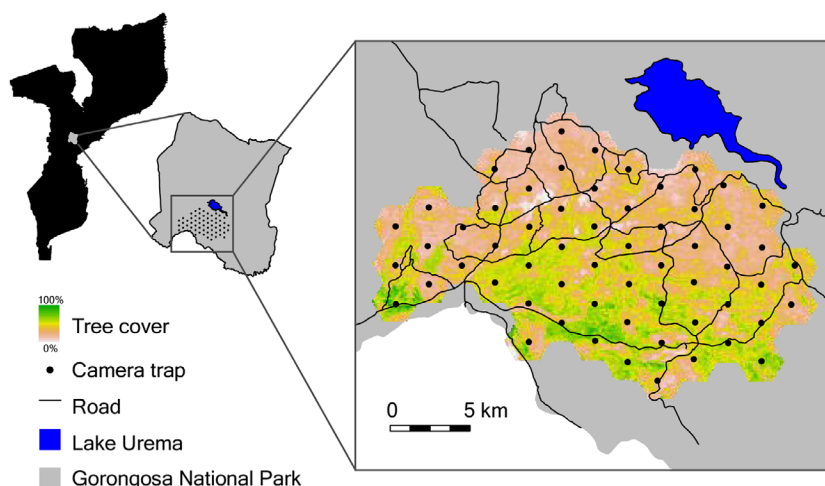 100%
0%
Tree cover
Camera trap
Road
Lake Urema
Gorongosa National Park
0 5 km